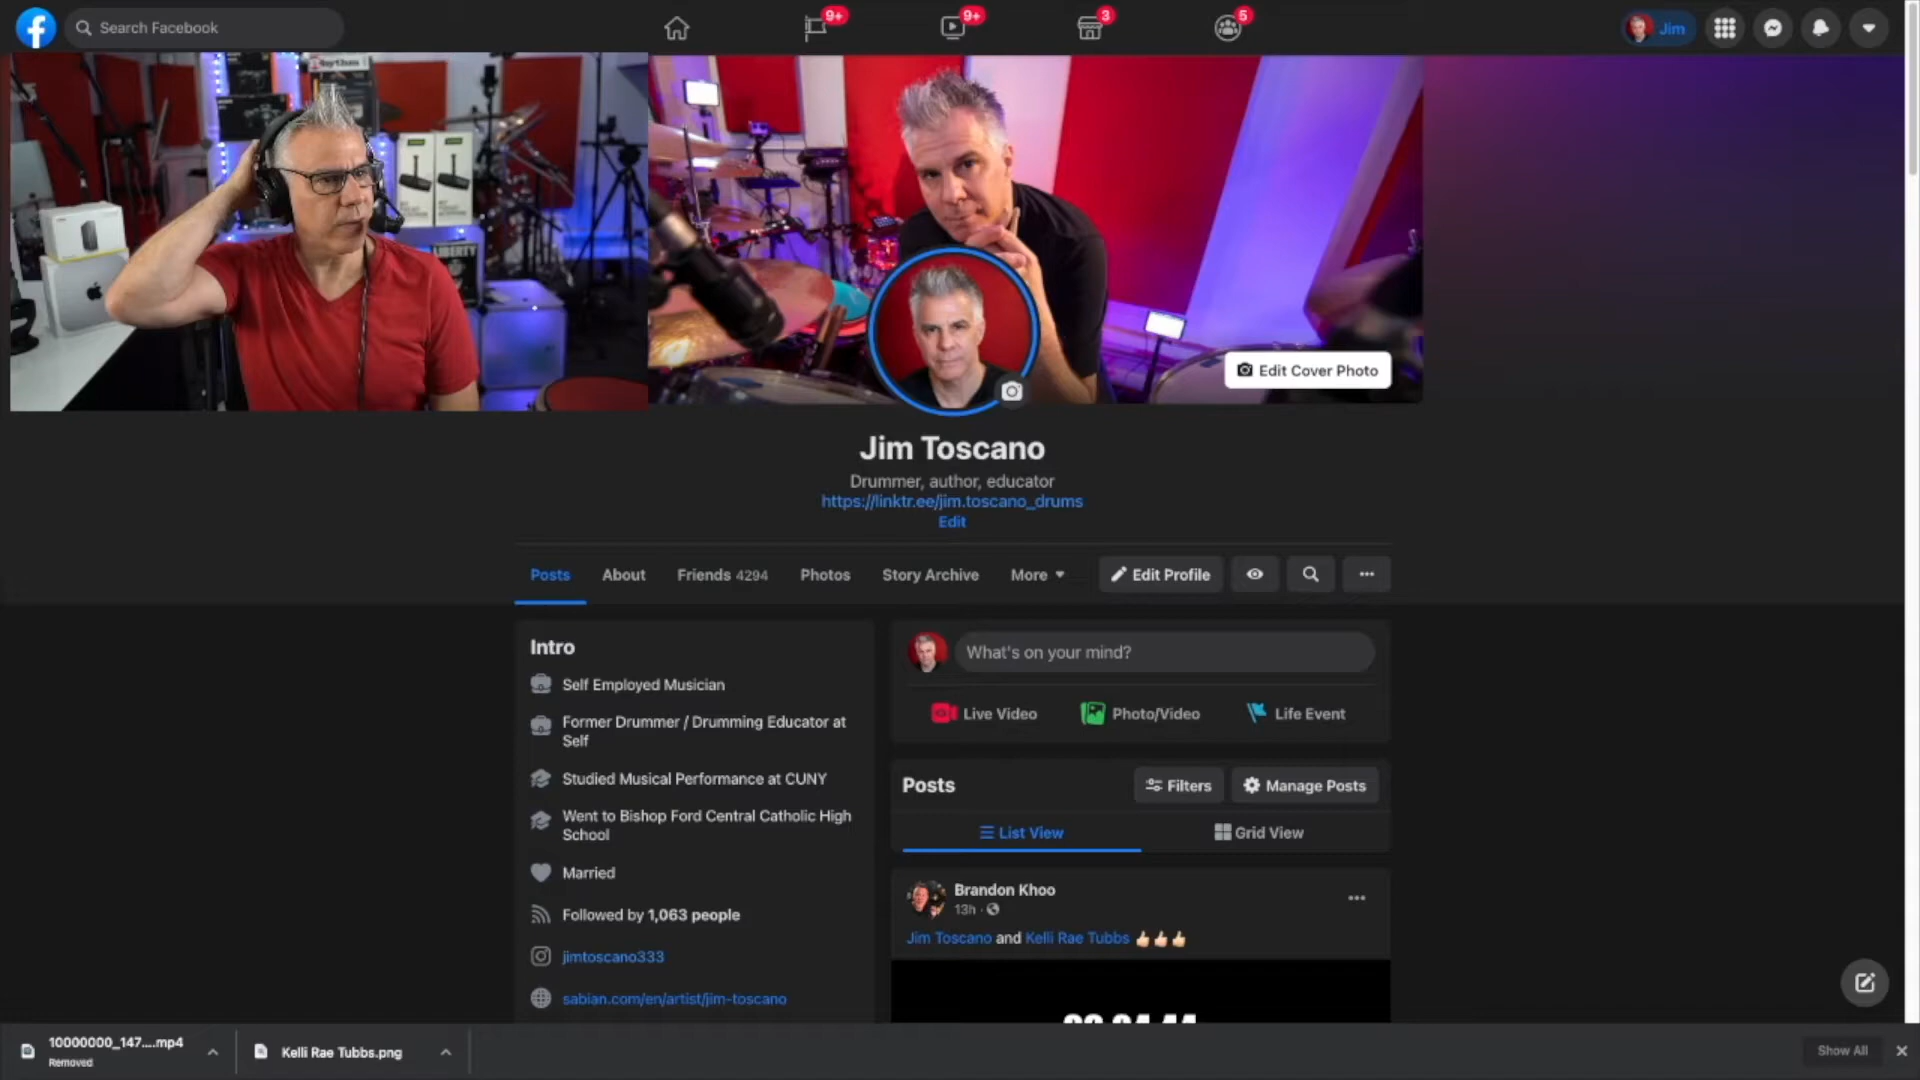 Search Facebook
9+
9+
3
5
Jim
LIBERTY
Edit Cover Photo
Jim Toscano
Drummer, author, educator
https://linktr.ee/jim.toscano_drums
Edit
Posts
About
Friends 4294
Photos
Story Archive
More
Edit Profile
Intro
Self Employed Musician
Former Drummer / Drumming Educator at
Self
Studied Musical Performance at CUNY
Went to Bishop Ford Central Catholic High
School
Married
Followed by 1,063 people
jimtoscano333
sabian.com/en/artist/jim-toscano
What's on your mind?
Live Video
Photo/Video
Life Event
Posts
Filters
Manage Posts
List View
Grid View
Brandon Khoo
13h ·
Jim Toscano and Kelli Rae Tubbs 👍🏻👍🏻👍🏻
10000000_147....mp4
Removed
Kelli Rae Tubbs.png
Show All